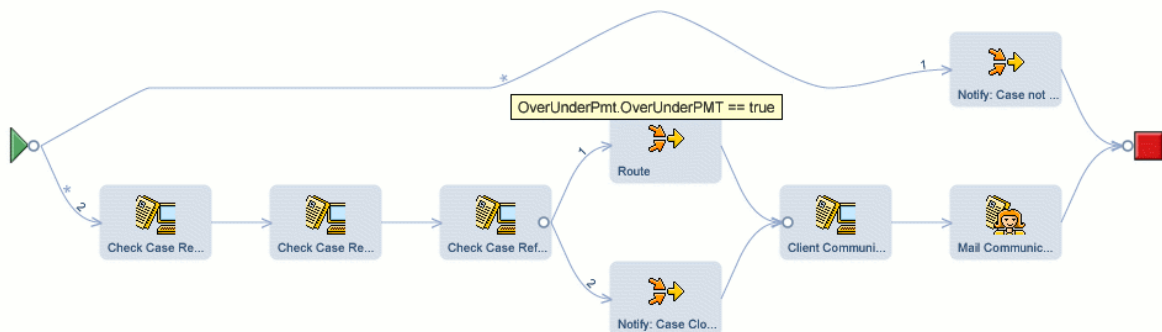 *
1
Notify: Case not ...
OverUnderPmt.OverUnderPMT == true
1
Route
*
2
Check Case Re...
Check Case Re...
Check Case Ref...
Client Communi...
Mail Communic...
2
Notify: Case Clo...